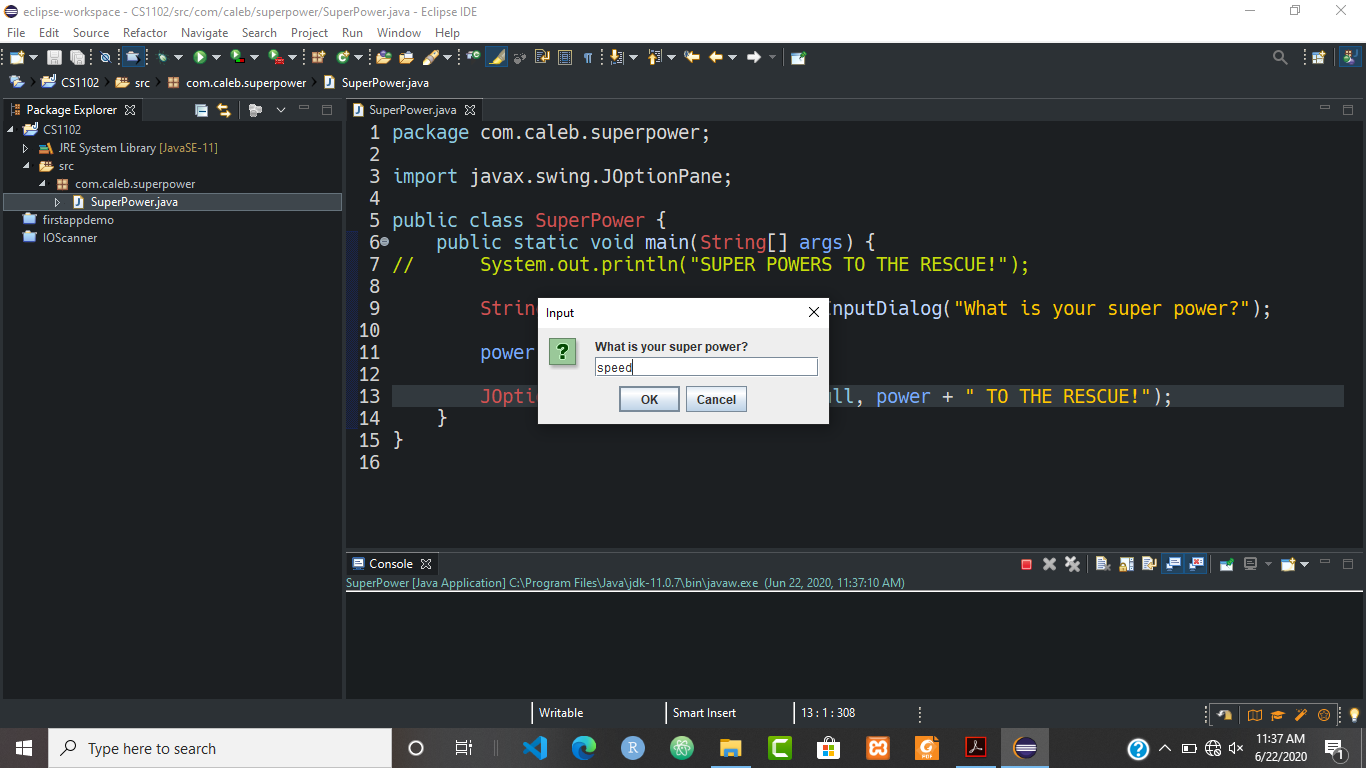 eclipse-workspace - CS1102/src/com/caleb/superpower/SuperPower.java - Eclipse IDE
File Edit Source Refactor Navigate Search Project Run Window Help
CS1102 src com.caleb.superpower SuperPower.java
Package Explorer
CS1102
JRE System Library [JavaSE-11]
src
com.caleb.superpower
SuperPower.java
firstappdemo
IOScanner
SuperPower.java
1 package com.caleb.superpower;
2
3 import javax.swing.JOptionPane;
4
5 public class SuperPower {
6 public static void main(String[] args) {
7 // System.out.println("SUPER POWERS TO THE RESCUE!");
8
9 Strin nputDialog("What is your super power?");
10
11 power
12
13 JOpti ll, power + " TO THE RESCUE!");
14 }
15 }
16
Input
What is your super power?
speed
OK Cancel
Console
SuperPower [Java Application] C:\Program Files\Java\jdk-11.0.7\bin\javaw.exe (Jun 22, 2020, 11:37:10 AM)
Writable Smart Insert 13 : 1 : 308
Type here to search
11:37 AM
6/22/2020
1